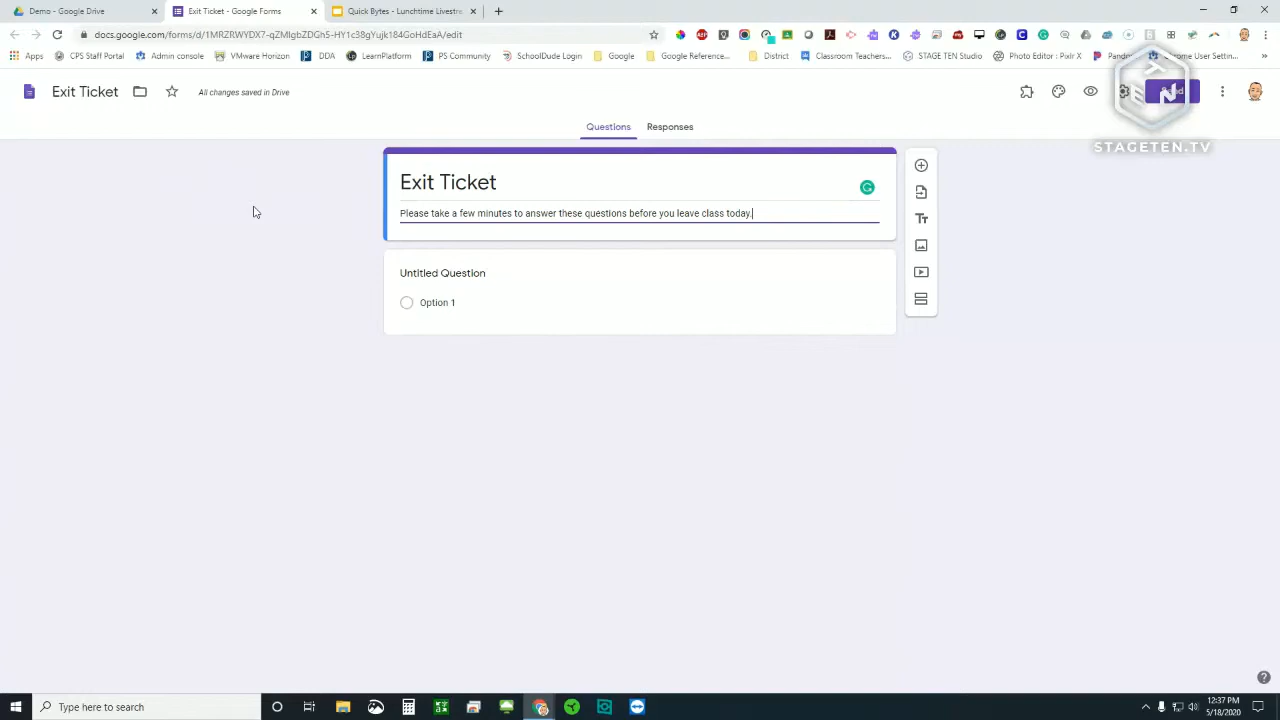 Demo - Google Drive
Exit Ticket - Google Forms
Quick Bytes - Lunchtime Livestre
docs.google.com/forms/d/1MRZRWYDX7-qZMlgbZDGh5-HY1c38gYujk184GoHdEaA/edit
Apps
CPS Staff Portal
Admin console
VMware Horizon
DDA
LearnPlatform
PS Community
SchoolDude Login
Google
Google Reference...
District
Classroom Teachers...
STAGE TEN Studio
Photo Editor : Pixlr X
Exit Ticket
All changes saved in Drive
STAGETEN.TV
Questions
Responses
Exit Ticket
Please take a few minutes to answer these questions before you leave class today.
Untitled Question
Option 1
Type here to search
12:37 PM
5/18/2020